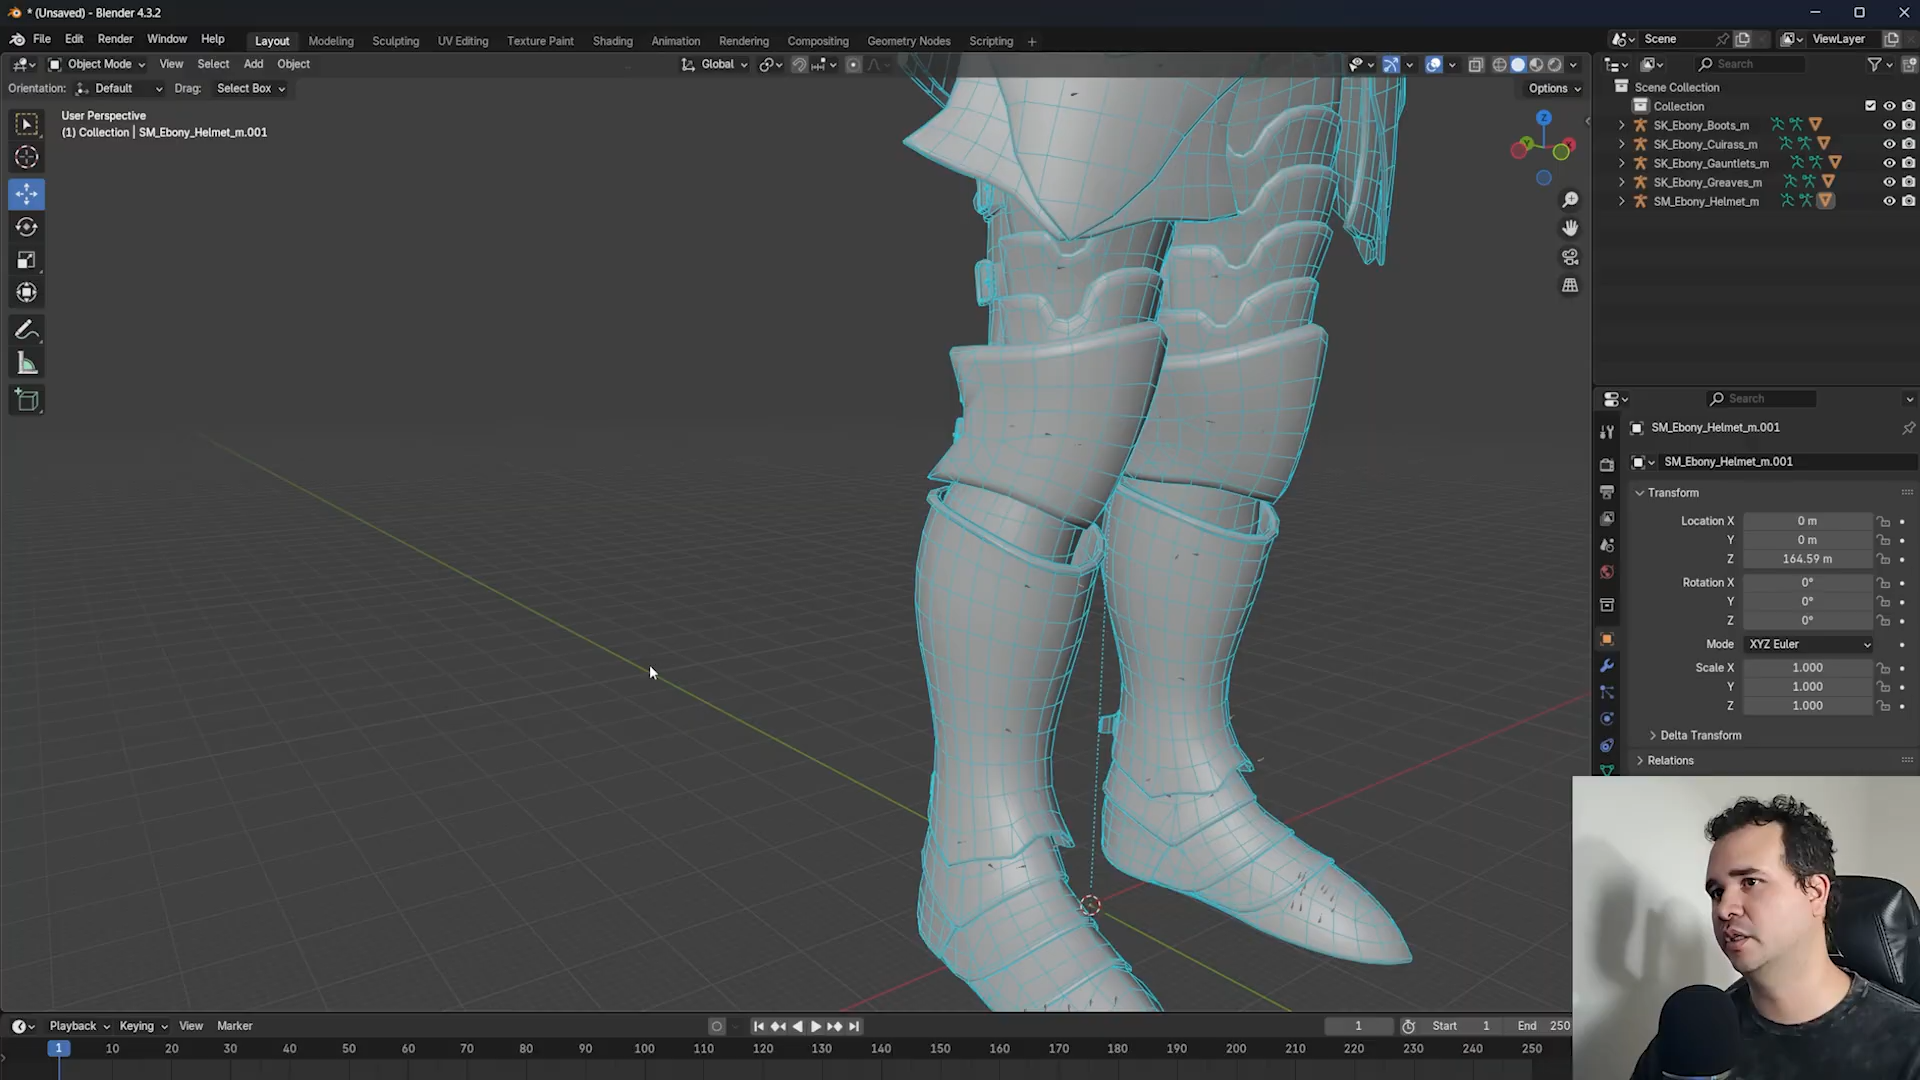 * (Unsaved) - Blender 4.3.2
File Edit Render Window Help
Layout Modeling Sculpting UV Editing Texture Paint Shading Animation Rendering Compositing Geometry Nodes Scripting +
Scene
ViewLayer
Object Mode View Select Add Object
Global
Search
Orientation: Default Drag: Select Box
Options
User Perspective
(1) Collection | SM_Ebony_Helmet_m.001
Z
Scene Collection
Collection
SK_Ebony_Boots_m
SK_Ebony_Cuirass_m
SK_Ebony_Gauntlets_m
SK_Ebony_Greaves_m
SM_Ebony_Helmet_m
Search
SM_Ebony_Helmet_m.001
SM_Ebony_Helmet_m.001
Transform
Location X 0 m
Y 0 m
Z 164.59 m
Rotation X 0°
Y 0°
Z 0°
Mode XYZ Euler
Scale X 1.000
Y 1.000
Z 1.000
Delta Transform
Relations
Playback Keying View Marker
1
Start 1
End 250
1 10 20 30 40 50 60 70 80 90 100 110 120 130 140 150 160 170 180 190 200 210 220 230 240 250